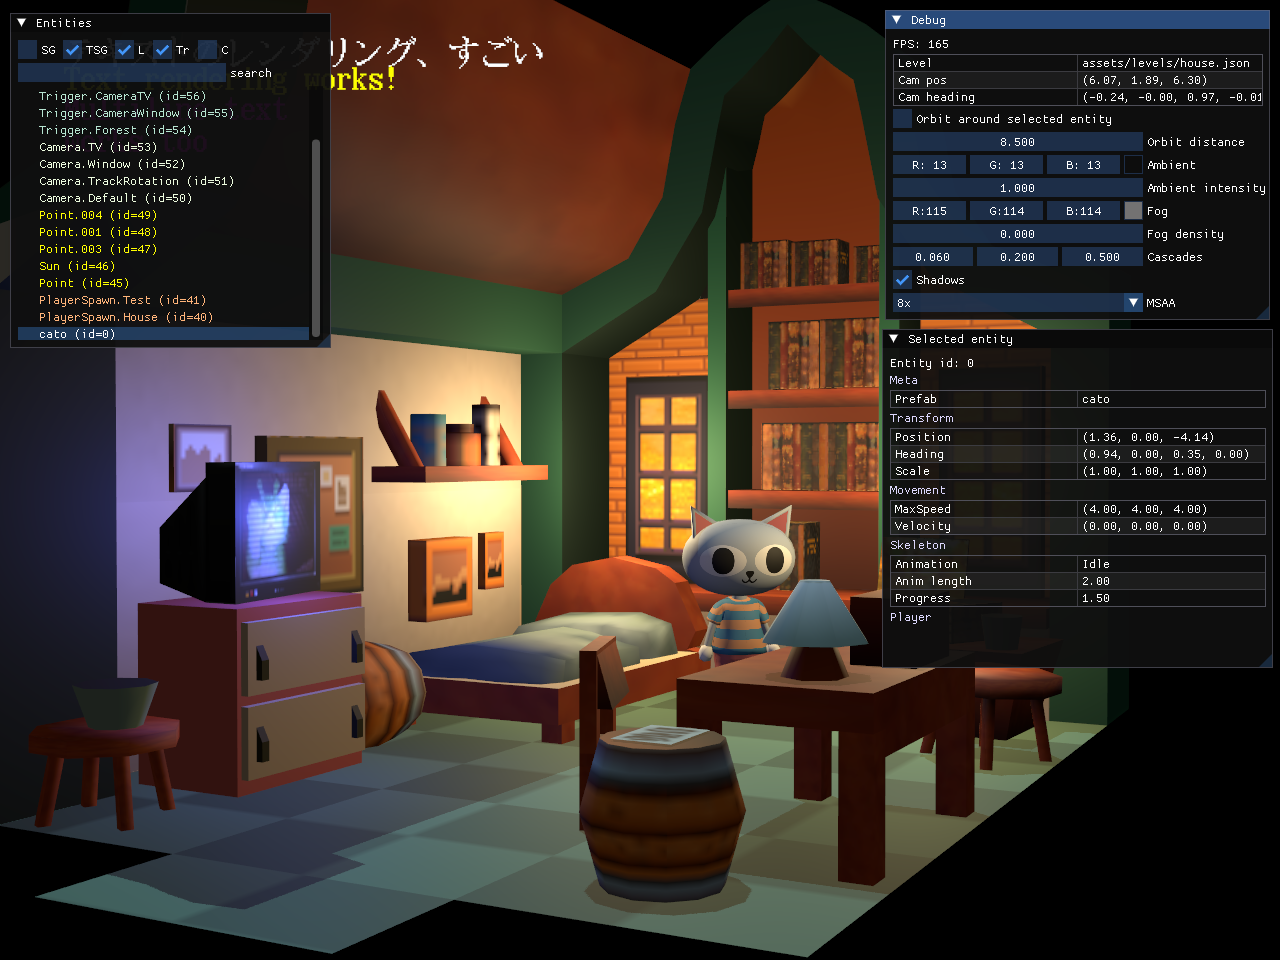 Entities
SG TSG L Tr C
search
Trigger.CameraTV (id=56)
Trigger.CameraWindow (id=55)
Trigger.Forest (id=54)
Camera.TV (id=53)
Camera.Window (id=52)
Camera.TrackRotation (id=51)
Camera.Default (id=50)
Point.004 (id=49)
Point.001 (id=48)
Point.003 (id=47)
Sun (id=46)
Point (id=45)
PlayerSpawn.Test (id=41)
PlayerSpawn.House (id=40)
cato (id=0)
レンダリング、すごい
Text rendering works!
text
too
Debug
FPS: 165
Level assets/levels/house.json
Cam pos (6.07, 1.89, 6.30)
Cam heading (-0.24, -0.00, 0.97, -0.01
Orbit around selected entity
8.500 Orbit distance
R: 13 G: 13 B: 13 Ambient
1.000 Ambient intensity
R:115 G:114 B:114 Fog
0.000 Fog density
0.060 0.200 0.500 Cascades
Shadows
8x MSAA
Selected entity
Entity id: 0
Meta
Prefab cato
Transform
Position (1.36, 0.00, -4.14)
Heading (0.94, 0.00, 0.35, 0.00)
Scale (1.00, 1.00, 1.00)
Movement
MaxSpeed (4.00, 4.00, 4.00)
Velocity (0.00, 0.00, 0.00)
Skeleton
Animation Idle
Anim length 2.00
Progress 1.50
Player